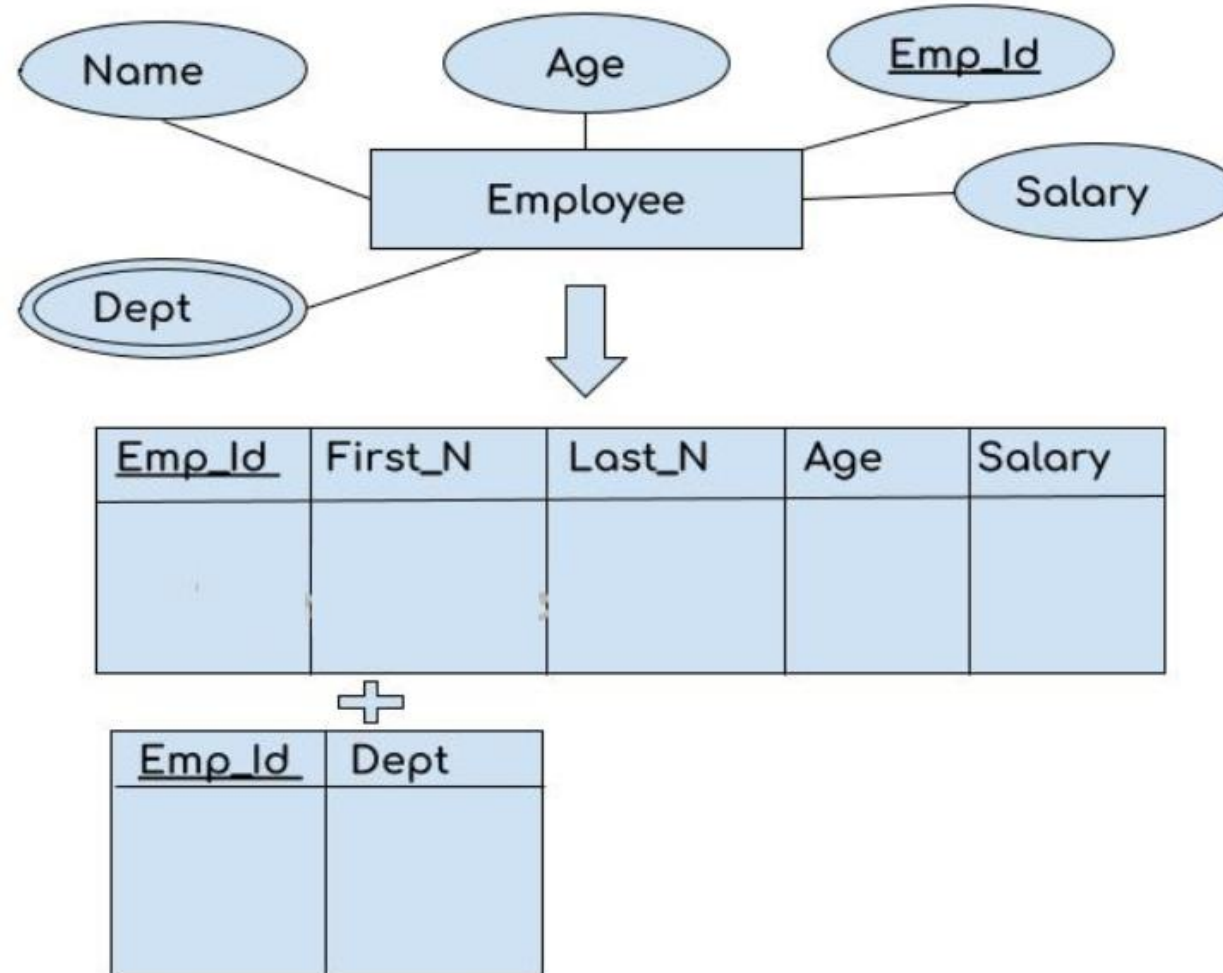 Name
Age
Emp_Id
Employee
Salary
Dept
Emp_Id First_N Last_N Age Salary
Emp_Id Dept